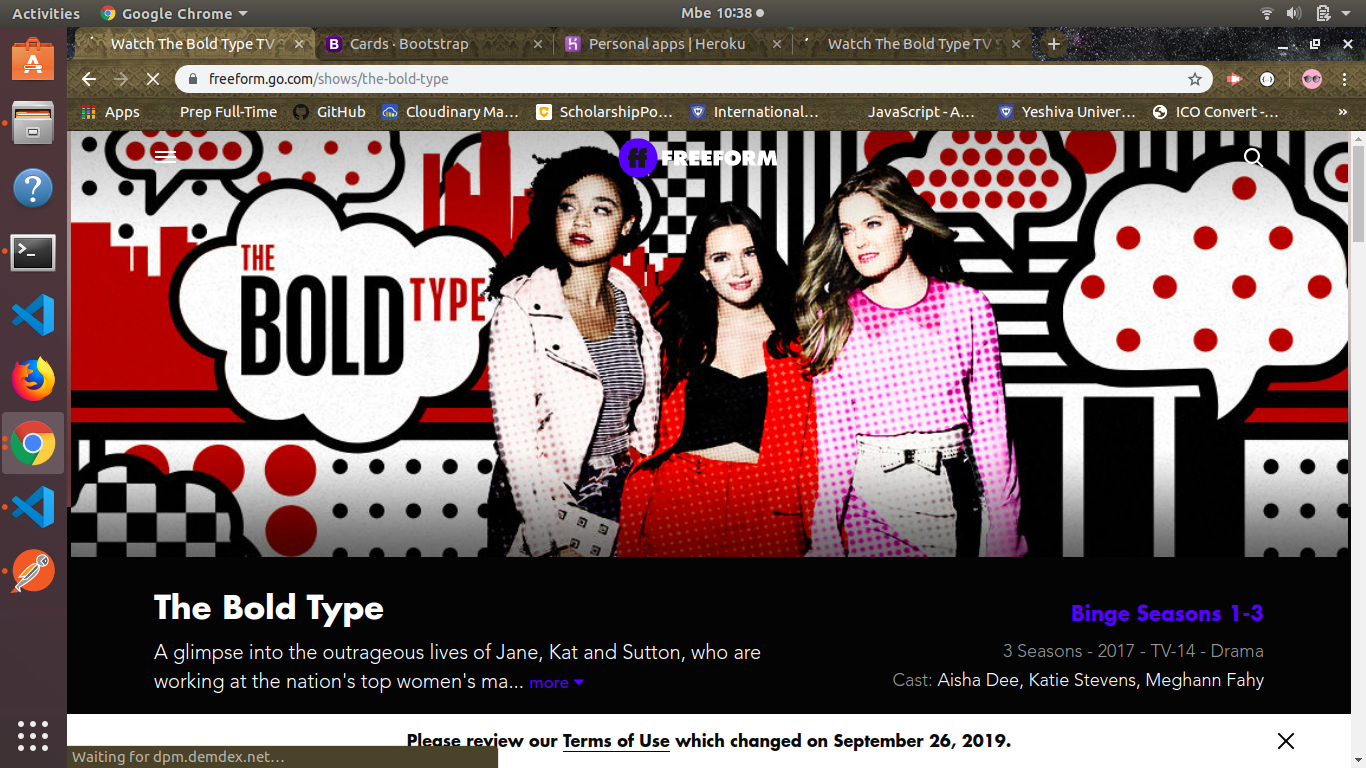 Activities Google Chrome Mbe 10:38
Watch The Bold Type TV Cards · Bootstrap Personal apps | Heroku Watch The Bold Type TV
freeform.go.com/shows/the-bold-type
Apps Prep Full-Time GitHub Cloudinary Ma... ScholarshipPo... International... JavaScript - A... Yeshiva Univer... ICO Convert -... »
ff FREEFORM
THE
BOLD TYPE
The Bold Type
Binge Seasons 1-3
A glimpse into the outrageous lives of Jane, Kat and Sutton, who are
working at the nation's top women's ma... more
3 Seasons - 2017 - TV-14 - Drama
Cast: Aisha Dee, Katie Stevens, Meghann Fahy
Please review our Terms of Use which changed on September 26, 2019.
Waiting for dpm.demdex.net...